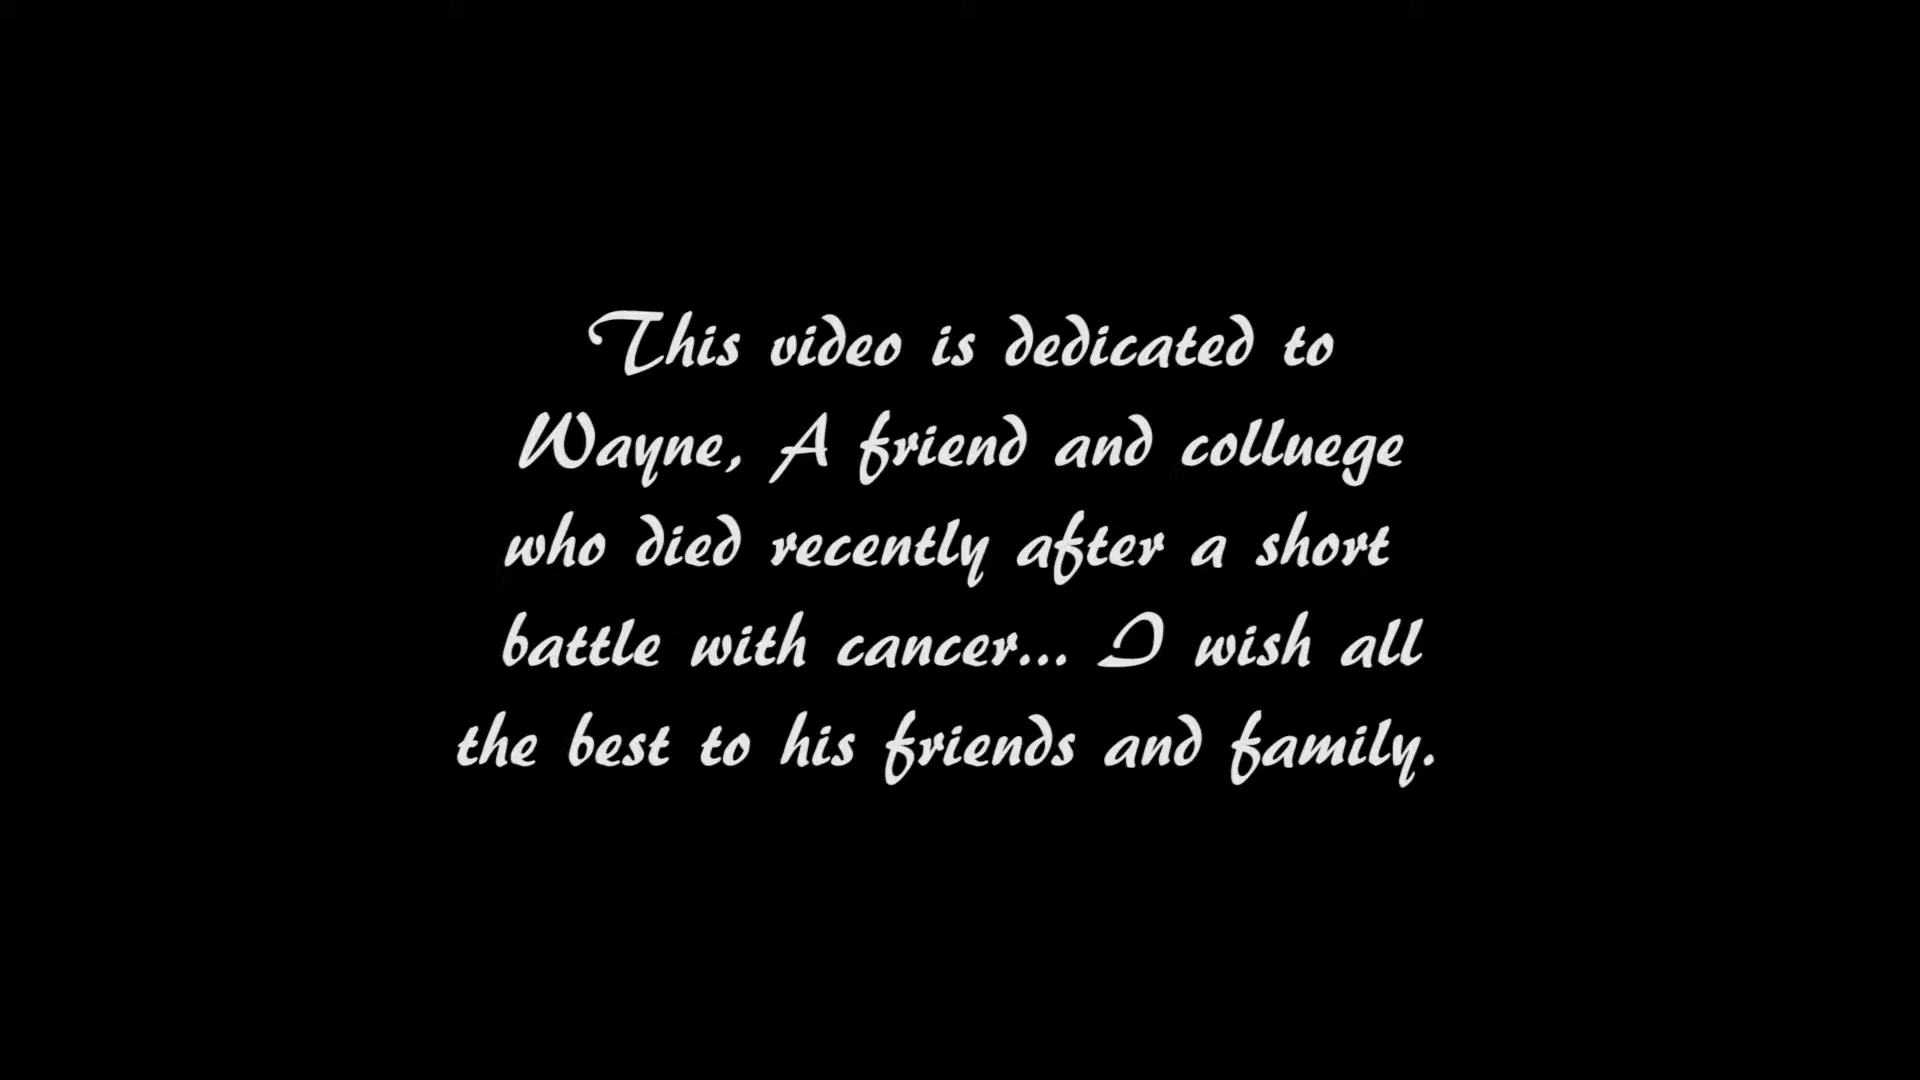 This video is dedicated to
Wayne, A friend and colluege
who died recently after a short
battle with cancer... I wish all
the best to his friends and family.